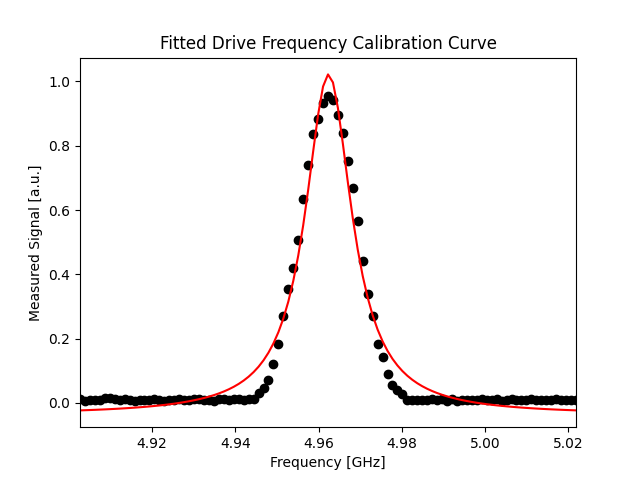 Fitted Drive Frequency Calibration Curve
Measured Signal [a.u.]
1.0
0.8
0.6
0.4
0.2
0.0
4.92 4.94 4.96 4.98 5.00 5.02
Frequency [GHz]